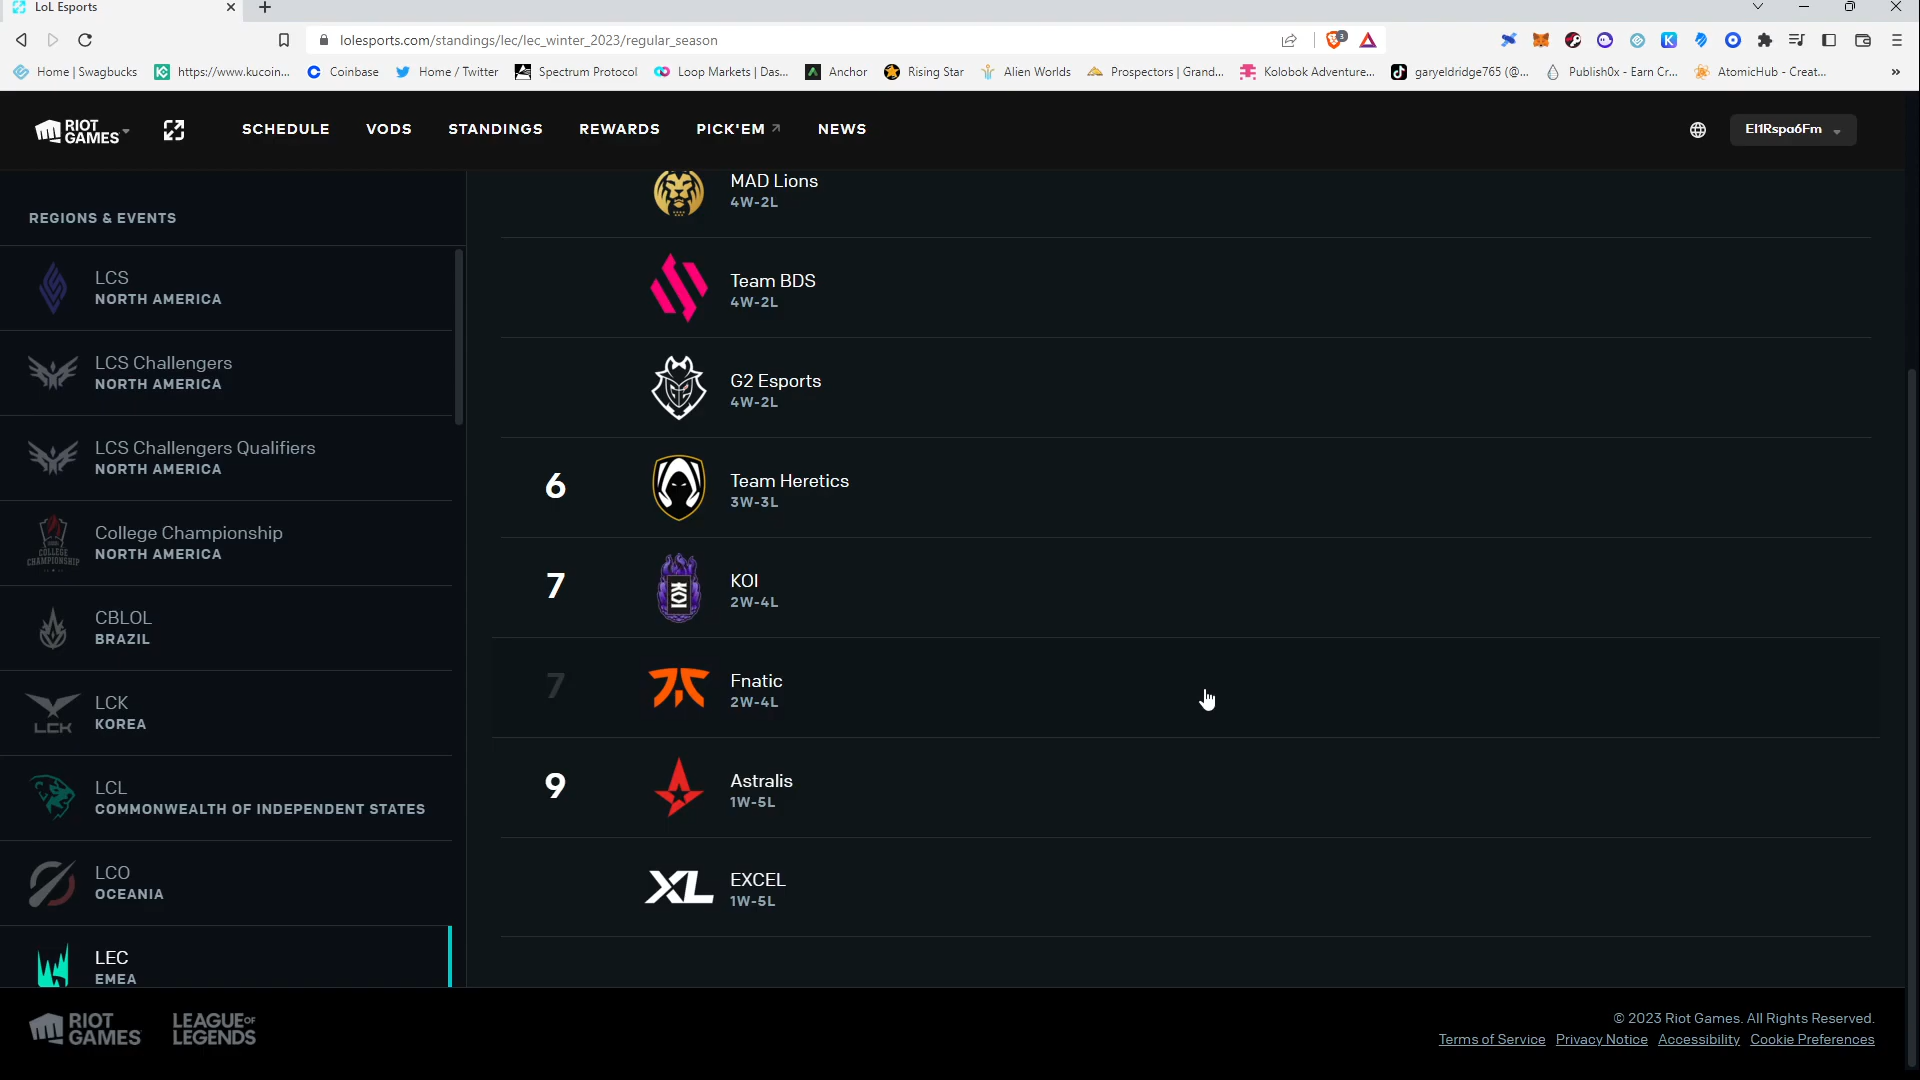 LoL Esports
lolesports.com/standings/lec/lec_winter_2023/regular_season
3
Home | Swagbucks
https://www.kucoin...
Coinbase
Home / Twitter
Spectrum Protocol
Loop Markets | Das...
Anchor
Rising Star
Alien Worlds
Prospectors | Grand...
Kolobok Adventure...
garyeldridge765 (@...
Publish0x - Earn Cr...
AtomicHub - Creat...
RIOT GAMES
SCHEDULE
VODS
STANDINGS
REWARDS
PICK'EM
NEWS
El1Rspa6Fm
REGIONS & EVENTS
LCS
NORTH AMERICA
LCS Challengers
NORTH AMERICA
LCS Challengers Qualifiers
NORTH AMERICA
COLLEGE
CHAMPIONSHIP
College Championship
NORTH AMERICA
CBLOL
BRAZIL
LCK
LCK
KOREA
LCL
COMMONWEALTH OF INDEPENDENT STATES
LCO
OCEANIA
LEC
EMEA
MAD Lions
4W-2L
Team BDS
4W-2L
G2 Esports
4W-2L
6
Team Heretics
3W-3L
7
KOI
KOI
2W-4L
7
Fnatic
2W-4L
9
Astralis
1W-5L
XL
EXCEL
1W-5L
RIOT GAMES
LEAGUE OF LEGENDS
© 2023 Riot Games. All Rights Reserved.
Terms of Service
Privacy Notice
Accessibility
Cookie Preferences